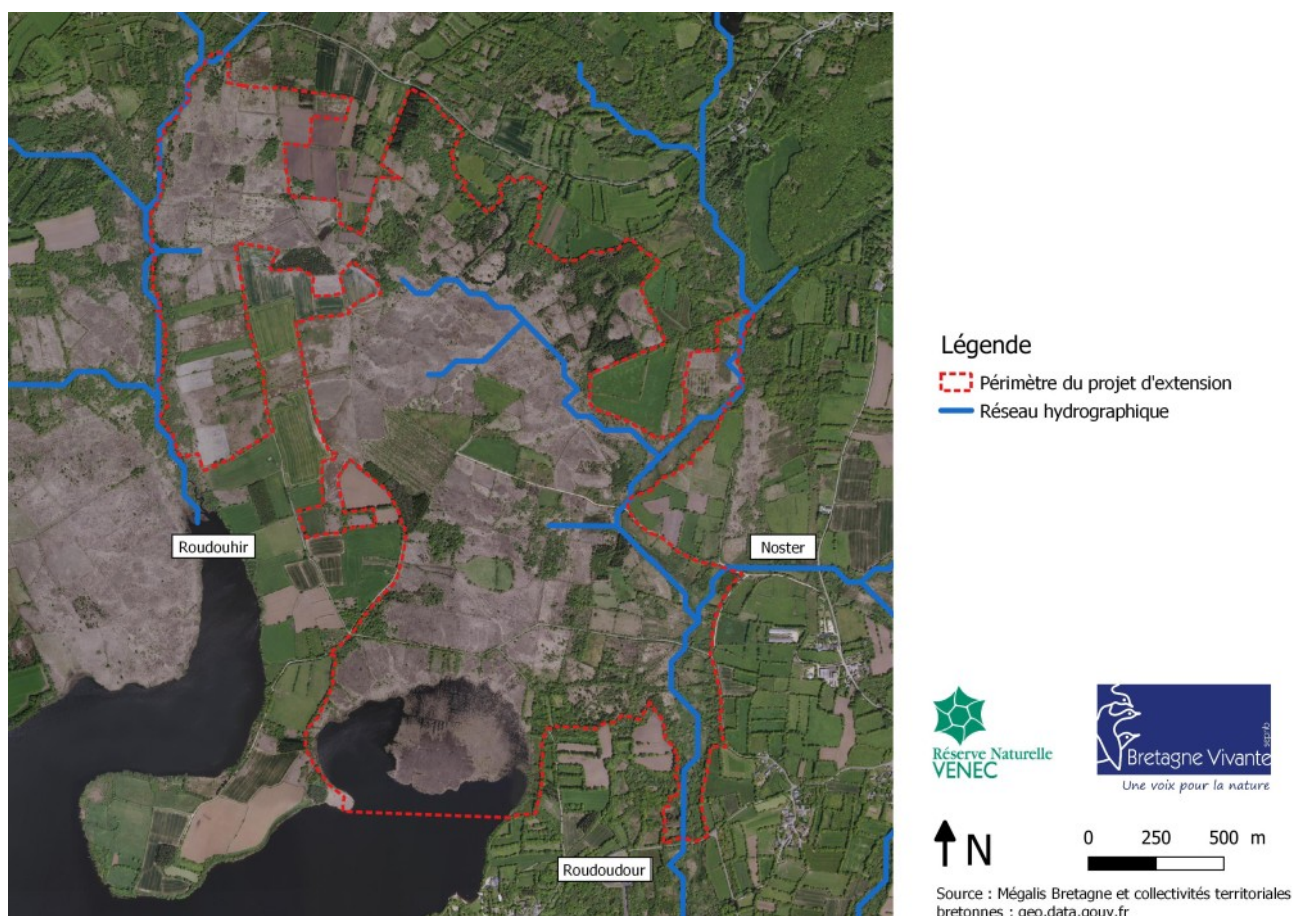 Légende
Périmètre du projet d'extension
Réseau hydrographique
Roudouhir
Noster
Roudoudour
Réserve Naturelle
VENEC
Bretagne Vivante
sepnb
Une voix pour la nature
N
0 250 500 m
Source : Mégalis Bretagne et collectivités territoriales
bretonnes ; geo.data.gouv.fr